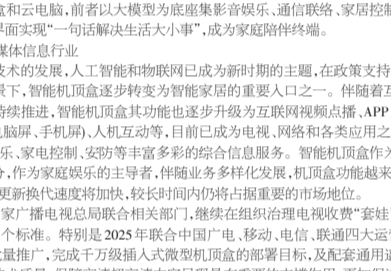 盒和云电脑，前者以大模型为底座集影音娱乐、通信联络、家居控制
界面实现“一句话解决生活大小事”，成为家庭陪伴终端。
媒体信息行业
技术的发展，人工智能和物联网已成为新时期的主题，在政策支持
景下，智能机顶盒逐步转变为智能家居的重要入口之一。伴随着互
持续推进，智能机顶盒其功能也逐步升级为互联网视频点播、APP
电脑屏、手机屏）、人机互动等，目前已成为电视、网络和各类应用之
乐、家电控制、安防等丰富多彩的综合信息服务。智能机顶盒作为
分，作为家庭娱乐的主导者，伴随业务多样化发展，机顶盒功能越来
更新换代速度将加快，较长时间内仍将占据重要的市场地位。
家广播电视总局联合相关部门，继续在组织治理电视收费“套娃
个标准。特别是2025年联合中国广电、移动、电信、联通四大运
量推广，完成千万级插入式微型机顶盒的部署目标，及配套通用遥